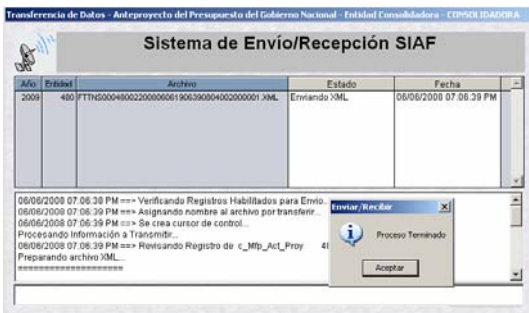 Transferencia de Datos - Anteproyecto del Presupuesto del Gobierno Nacional - Entidad Consolidadora - CONSOLIDADORA
Sistema de Envío/Recepción SIAF
Año Entidad Archivo Estado Fecha
2009 480 Enviando XML 06/06/2008 07:06:39 PM
06/06/2008 07:06:38 PM ==> Verificando Registros Habilitados para Envio..
06/06/2008 07:06:39 PM ==> Asignando nombre al archivo por transferir...
06/06/2008 07:06:39 PM ==> Se crea cursor de control...
Procesando Información a Transmitir...
06/06/2008 07:06:39 PM ==> Revisando Registro de c_Mfp_Act_Proy
Preparando archivo XML...
=====================
Enviar/Recibir
Proceso Terminado
Aceptar